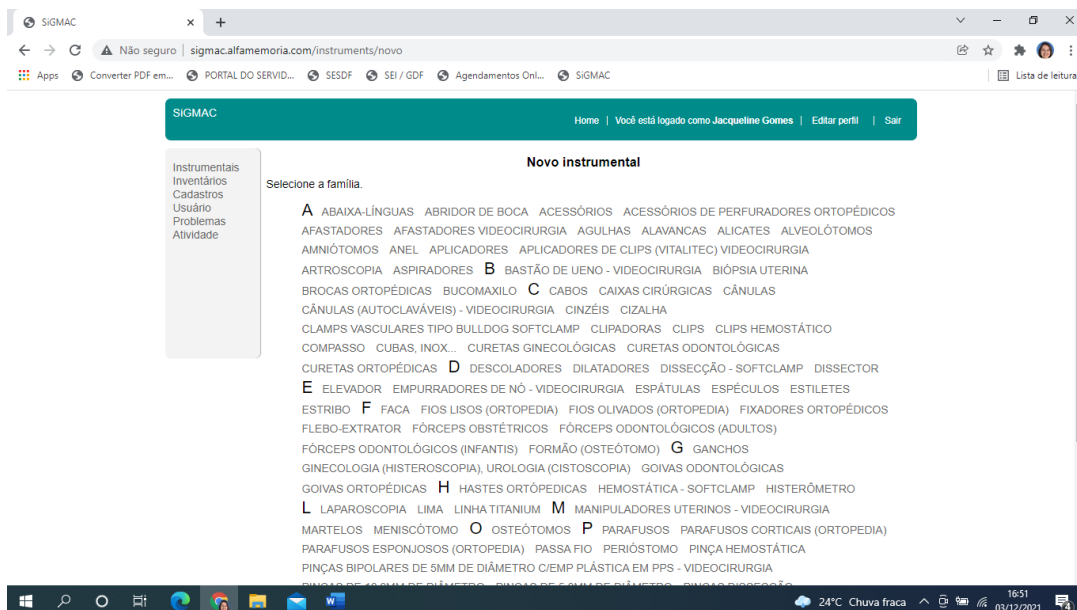 SiGMAC
Não seguro | sigmac.alfamemoria.com/instruments/novo
Apps Converter PDF em... PORTAL DO SERVID... SESDF SEI / GDF Agendamentos Onl... SiGMAC Lista de leitura
SiGMAC
Home | Você está logado como Jacqueline Gomes | Editar perfil | Sair
Instrumentais
Inventários
Cadastros
Usuário
Problemas
Atividade
Novo instrumental
Selecione a família.
A ABAIXA-LÍNGUAS ABRIDOR DE BOCA ACESSÓRIOS ACESSÓRIOS DE PERFURADORES ORTOPÉDICOS
AFASTADORES AFASTADORES VIDEOCIRURGIA AGULHAS ALAVANCAS ALICATES ALVEOLÓTOMOS
AMNIÓTOMOS ANEL APLICADORES APLICADORES DE CLIPS (VITALITEC) VIDEOCIRURGIA
ARTROSCOPIA ASPIRADORES B BASTÃO DE UENO - VIDEOCIRURGIA BIÓPSIA UTERINA
BROCAS ORTOPÉDICAS BUCOMAXILO C CABOS CAIXAS CIRÚRGICAS CÂNULAS
CÂNULAS (AUTOCLAVÁVEIS) - VIDEOCIRURGIA CINZÉIS CIZALHA
CLAMPS VASCULARES TIPO BULLDOG SOFTCLAMP CLIPADORAS CLIPS CLIPS HEMOSTÁTICO
COMPASSO CUBAS, INOX... CURETAS GINECOLÓGICAS CURETAS ODONTOLÓGICAS
CURETAS ORTOPÉDICAS D DESCOLADORES DILATADORES DISSECÇÃO - SOFTCLAMP DISSECTOR
E ELEVADOR EMPURRADORES DE NÓ - VIDEOCIRURGIA ESPÁTULAS ESPÉCULOS ESTILETES
ESTRIBO F FACA FIOS LISOS (ORTOPEDIA) FIOS OLIVADOS (ORTOPEDIA) FIXADORES ORTOPÉDICOS
FLEBO-EXTRATOR FÓRCEPS OBSTÉTRICOS FÓRCEPS ODONTOLÓGICOS (ADULTOS)
FÓRCEPS ODONTOLÓGICOS (INFANTIS) FORMÃO (OSTEÓTOMO) G GANCHOS
GINECOLOGIA (HISTEROSCOPIA), UROLOGIA (CISTOSCOPIA) GOIVAS ODONTOLÓGICAS
GOIVAS ORTOPÉDICAS H HASTES ORTÓPEDICAS HEMOSTÁTICA - SOFTCLAMP HISTERÔMETRO
L LAPAROSCOPIA LIMA LINHA TITANIUM M MANIPULADORES UTERINOS - VIDEOCIRURGIA
MARTELOS MENISCÓTOMO O OSTEÓTOMOS P PARAFUSOS PARAFUSOS CORTICAIS (ORTOPEDIA)
PARAFUSOS ESPONJOSOS (ORTOPEDIA) PASSA FIO PERIÓSTOMO PINÇA HEMOSTÁTICA
PINÇAS BIPOLARES DE 5MM DE DIÂMETRO C/EMP PLÁSTICA EM PPS - VIDEOCIRURGIA
24°C Chuva fraca 16:51
03/12/2021